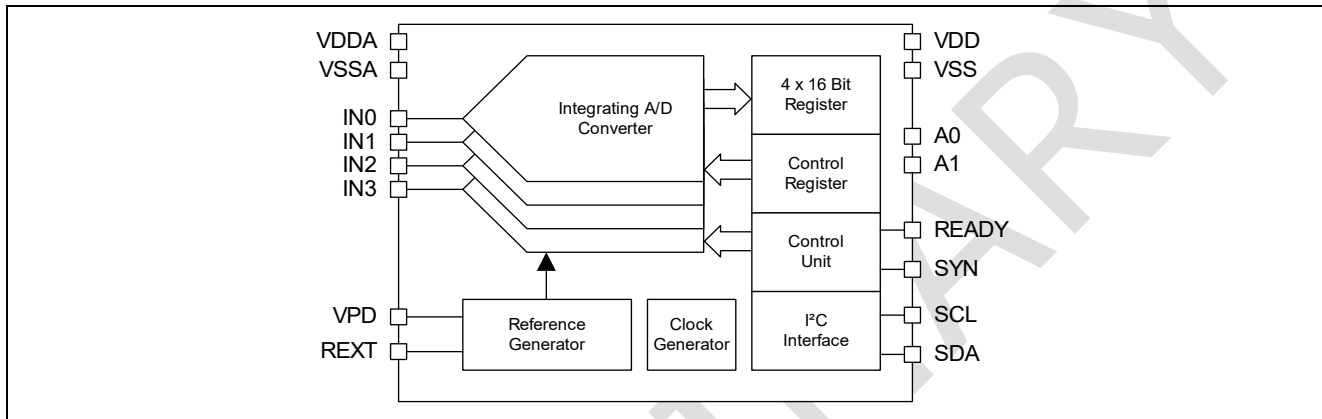 VDDA
VSSA
IN0
IN1
IN2
IN3
VPD
REXT
Integrating A/D
Converter
4 x 16 Bit
Register
Control
Register
Control
Unit
I²C
Interface
Reference
Generator
Clock
Generator
VDD
VSS
A0
A1
READY
SYN
SCL
SDA
ARY